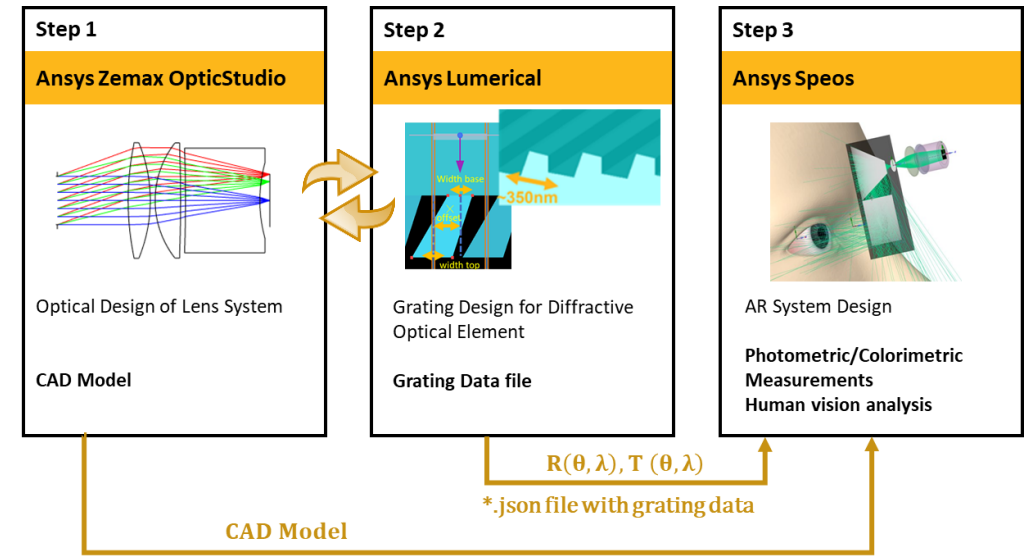 Step 1
Ansys Zemax OpticStudio
Optical Design of Lens System
CAD Model
Step 2
Ansys Lumerical
Width base
offset
width top
~350nm
Grating Design for Diffractive
Optical Element
Grating Data file
Step 3
Ansys Speos
AR System Design
Photometric/Colorimetric
Measurements
Human vision analysis
R(θ,λ), T (θ,λ)
*.json file with grating data
CAD Model